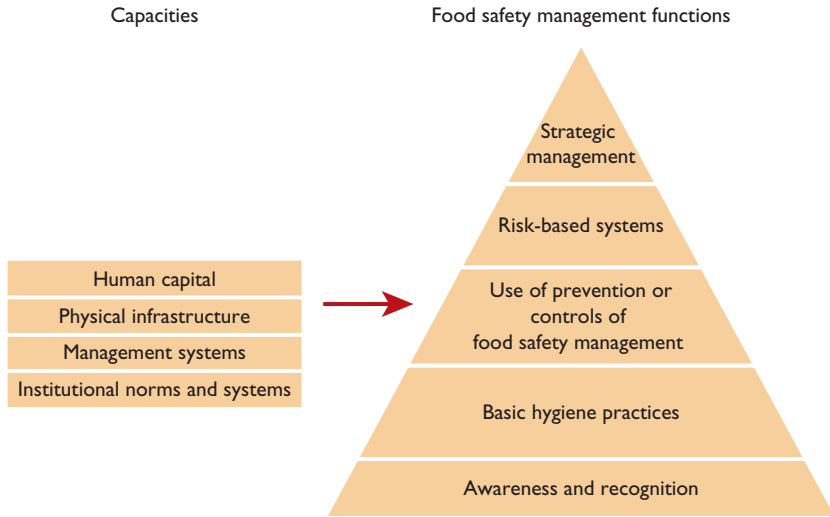 Capacities
Food safety management functions
Human capital
Physical infrastructure
Management systems
Institutional norms and systems
Strategic
management
Risk-based systems
Use of prevention or
controls of
food safety management
Basic hygiene practices
Awareness and recognition